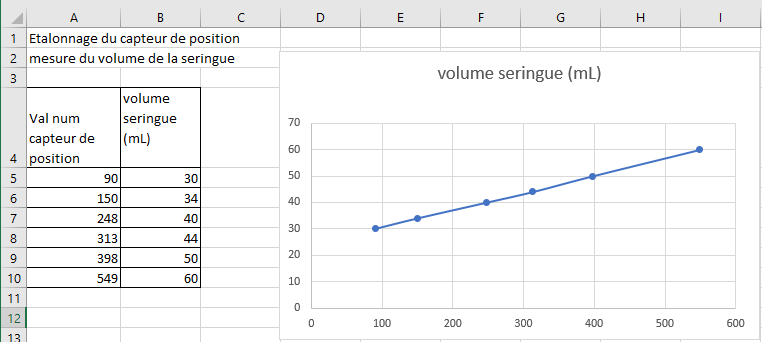 A B C D E F G H I
1 Etalonnage du capteur de position
2 mesure du volume de la seringue
3
volume
Val num seringue
capteur de (mL)
4 position
5 90 30
6 150 34
7 248 40
8 313 44
9 398 50
10 549 60
11
12
13
volume seringue (mL)
70
60
50
40
30
20
10
0
0 100 200 300 400 500 600